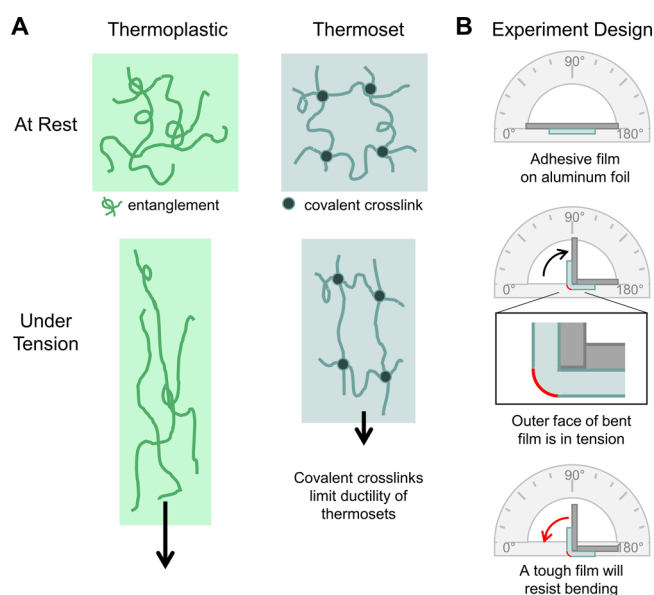 A
Thermoplastic
Thermoset
At Rest
entanglement
covalent crosslink
Under
Tension
Covalent crosslinks
limit ductility of
thermosets
B
Experiment Design
90°
0°
180°
Adhesive film
on aluminum foil
90°
0°
180°
Outer face of bent
film is in tension
90°
0°
180°
A tough film will
resist bending